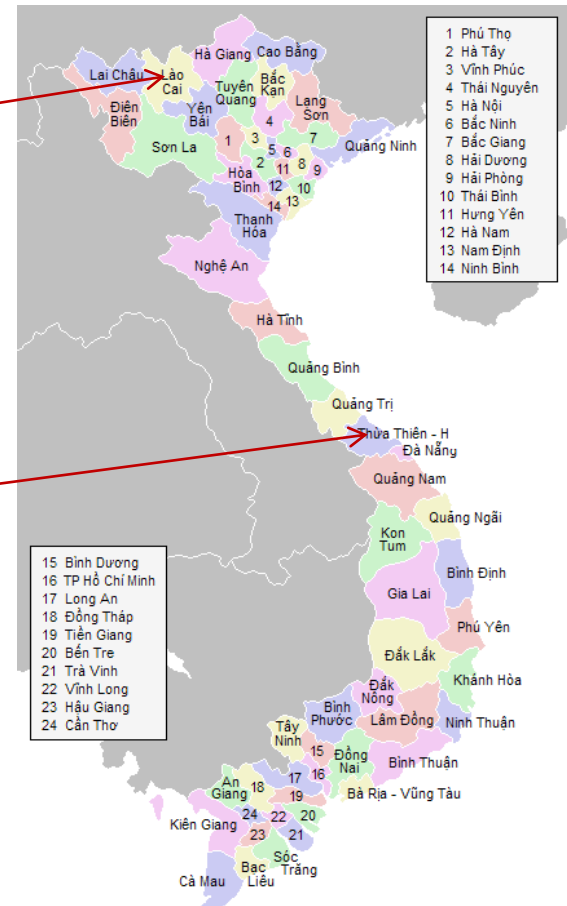 Hà Giang
Cao Bằng
Lai Châu
Lào
Cai
Bắc
Kạn
Tuyên
Quang
Lạng
Sơn
Điện
Biên
Yên
Bái
4
Sơn La
1
3
7
5
6
Quảng Ninh
2
8
11
9
Hòa
Bình
12
10
14
13
Thanh
Hóa
Nghệ An
Hà Tĩnh
Quảng Bình
Quảng Trị
Thừa Thiên - H
Đà Nẵng
Quảng Nam
Quảng Ngãi
Kon
Tum
Bình Định
Gia Lai
Phú Yên
Đắk Lắk
Khánh Hòa
Đắk
Nông
Bình
Phước
Lâm Đồng
Ninh Thuận
Tây
Ninh
15
Đồng
Nai
Bình Thuận
An
Giang
18
17
16
19
Bà Rịa - Vũng Tàu
Kiên Giang
24
22
20
23
21
Sóc
Trăng
Bạc
Liêu
Cà Mau
1 Phú Thọ
2 Hà Tây
3 Vĩnh Phúc
4 Thái Nguyên
5 Hà Nội
6 Bắc Ninh
7 Bắc Giang
8 Hải Dương
9 Hải Phòng
10 Thái Bình
11 Hưng Yên
12 Hà Nam
13 Nam Định
14 Ninh Bình
15 Bình Dương
16 TP Hồ Chí Minh
17 Long An
18 Đồng Tháp
19 Tiền Giang
20 Bến Tre
21 Trà Vinh
22 Vĩnh Long
23 Hậu Giang
24 Cần Thơ